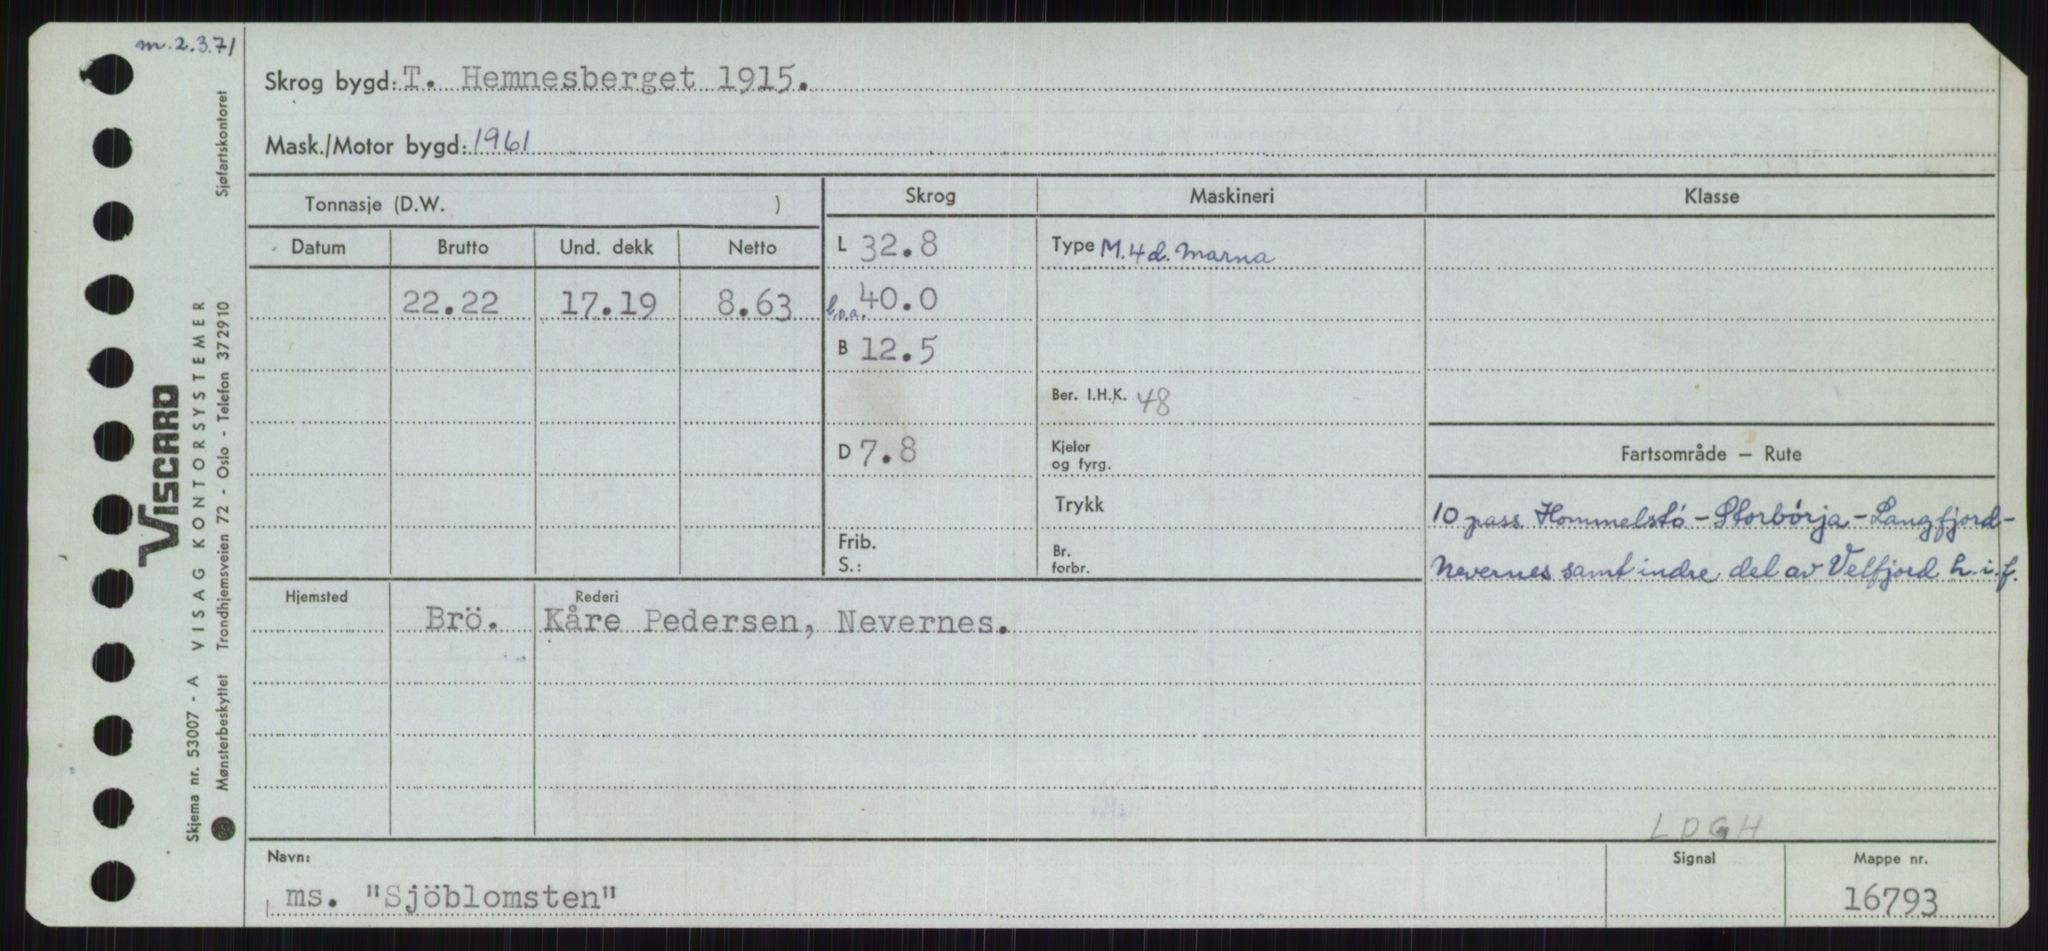 m.2.3.71
Skrog bygd: T. Hemnesberget 1915.
Mask./Motor bygd: 1961
Tonnasje (D.W. )
Skrog
Maskineri
Klasse
Datum Brutto Und. dekk Netto
L 32.8
Type M.4d. Marna
22.22 17.19 8.63
l.o.a. 40.0
B 12.5
Ber. I.H.K. 48
D 7.8
Kjeler
og fyrg.
Fartsområde – Rute
Trykk
10 pass. Hommelstö - Storbörja - Langfjord -
Frib.
S.:
Br.
forbr.
Nevernes samt indre del av Velfjord h.i.f.
Hjemsted
Rederi
Brö. Kåre Pedersen, Nevernes.
LDGH
Navn:
Signal
Mappe nr.
ms. "Sjöblomsten"
16793
Sjøfartskontoret
VISCARD
VISAG KONTORSYSTEMER
Skjema nr. 53007 - A
Mønsterbeskyttet Trondhjemsveien 72 - Oslo - Telefon 372910